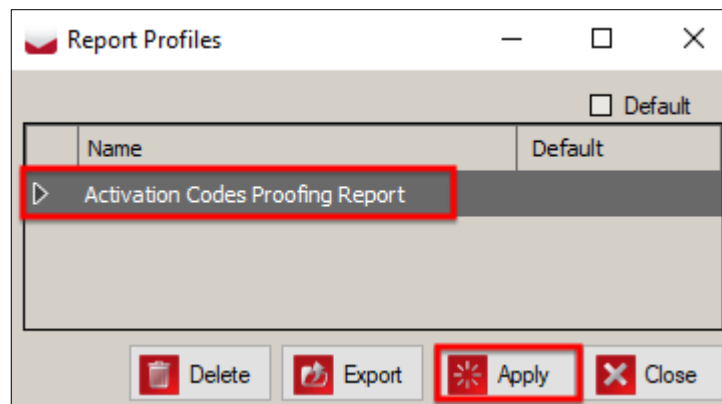 Report Profiles
Default
Name Default
Activation Codes Proofing Report
Delete Export Apply Close